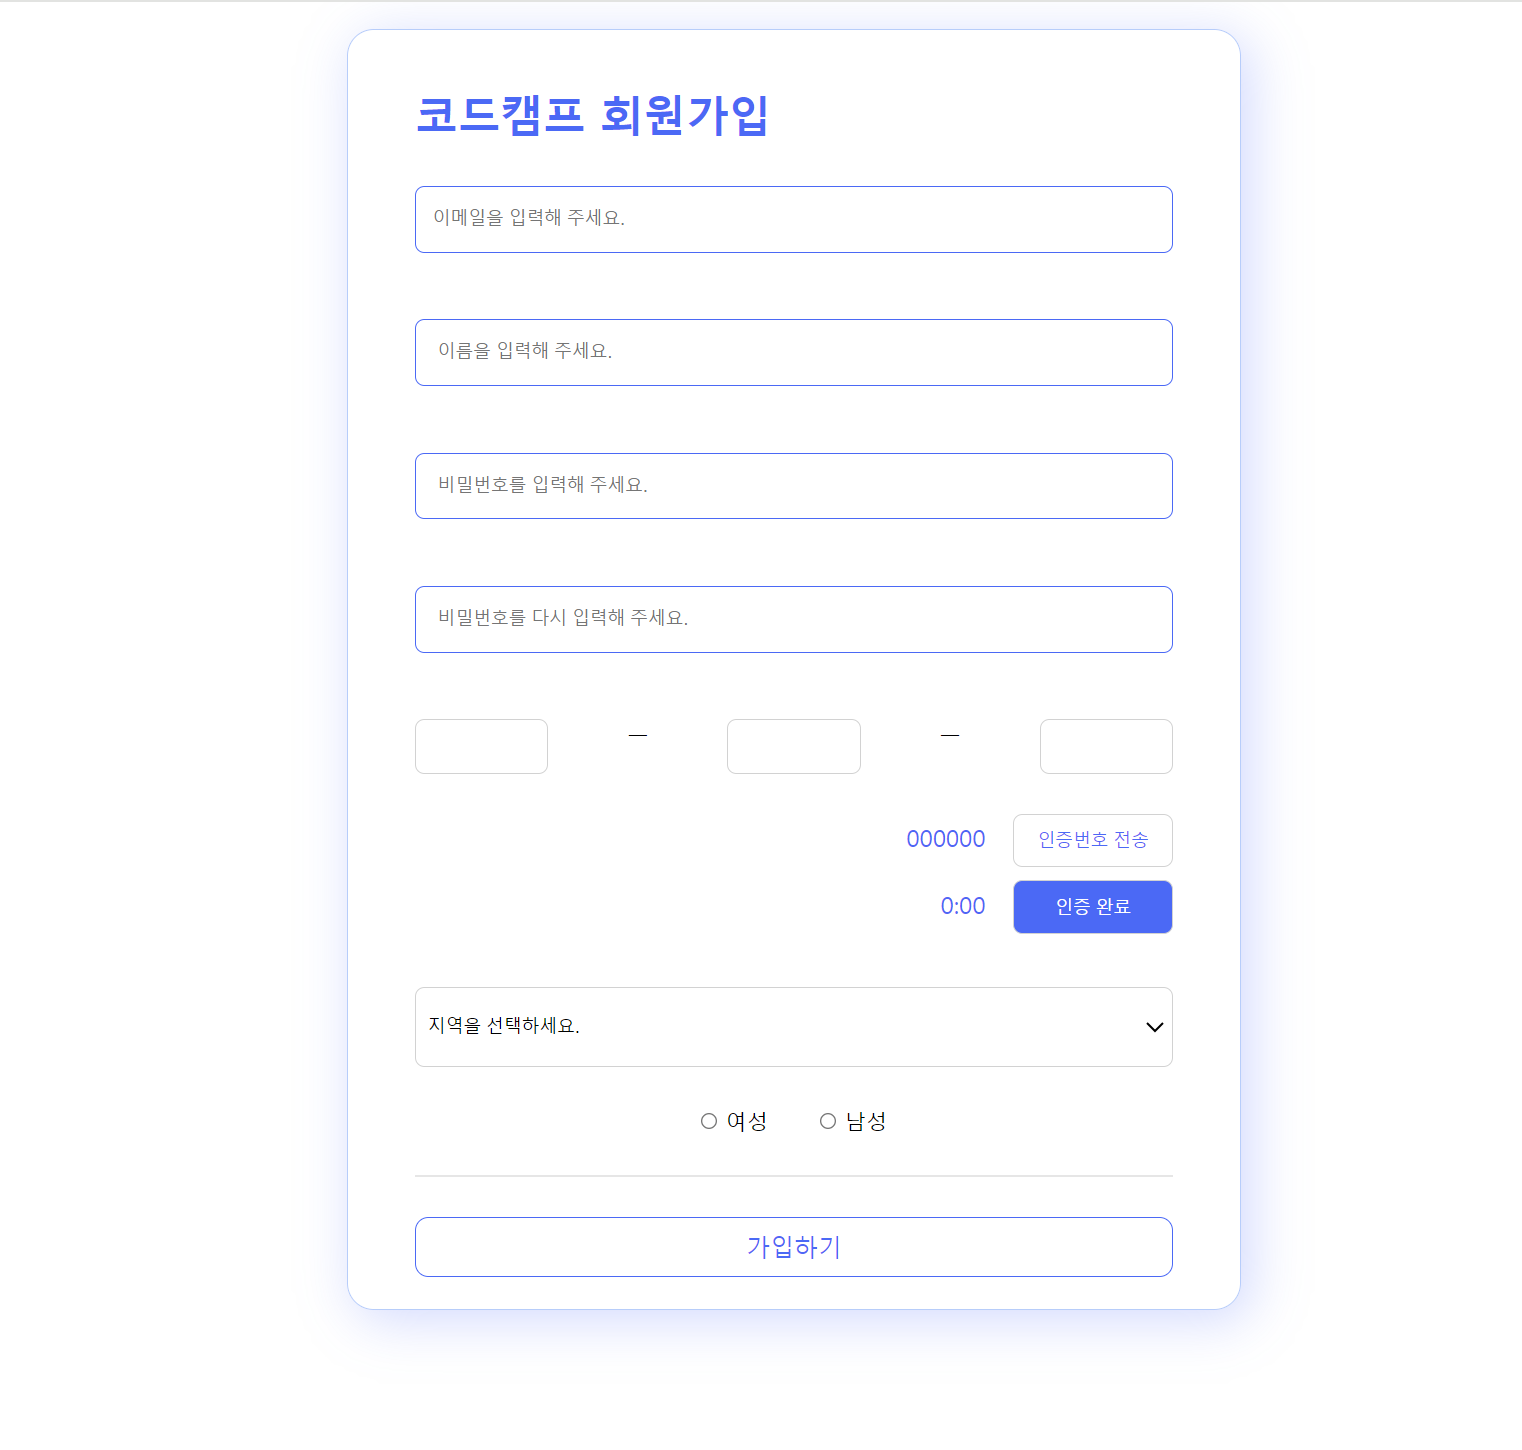 코드캠프 회원가입
이메일을 입력해 주세요.
이름을 입력해 주세요.
비밀번호를 입력해 주세요.
비밀번호를 다시 입력해 주세요.
— —
000000 인증번호 전송
0:00 인증 완료
지역을 선택하세요.
여성 남성
가입하기